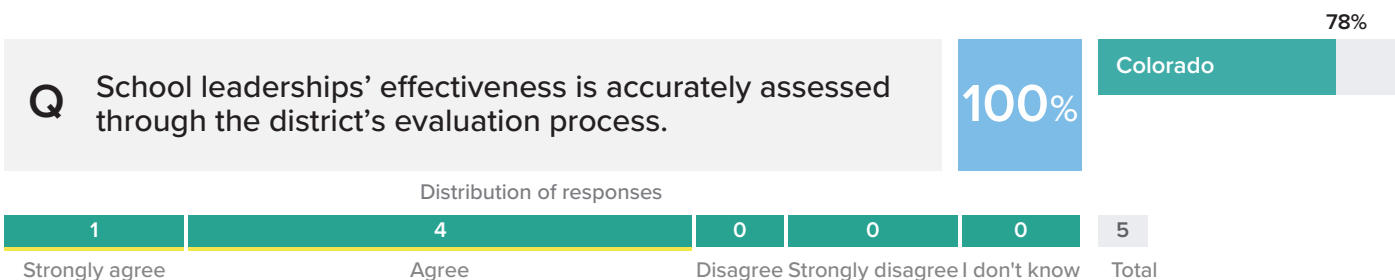 78%
Q
School leaderships’ effectiveness is accurately assessed
through the district’s evaluation process.
100%
Colorado
Distribution of responses
1 4 0 0 0 5
Strongly agree Agree Disagree Strongly disagree I don't know Total